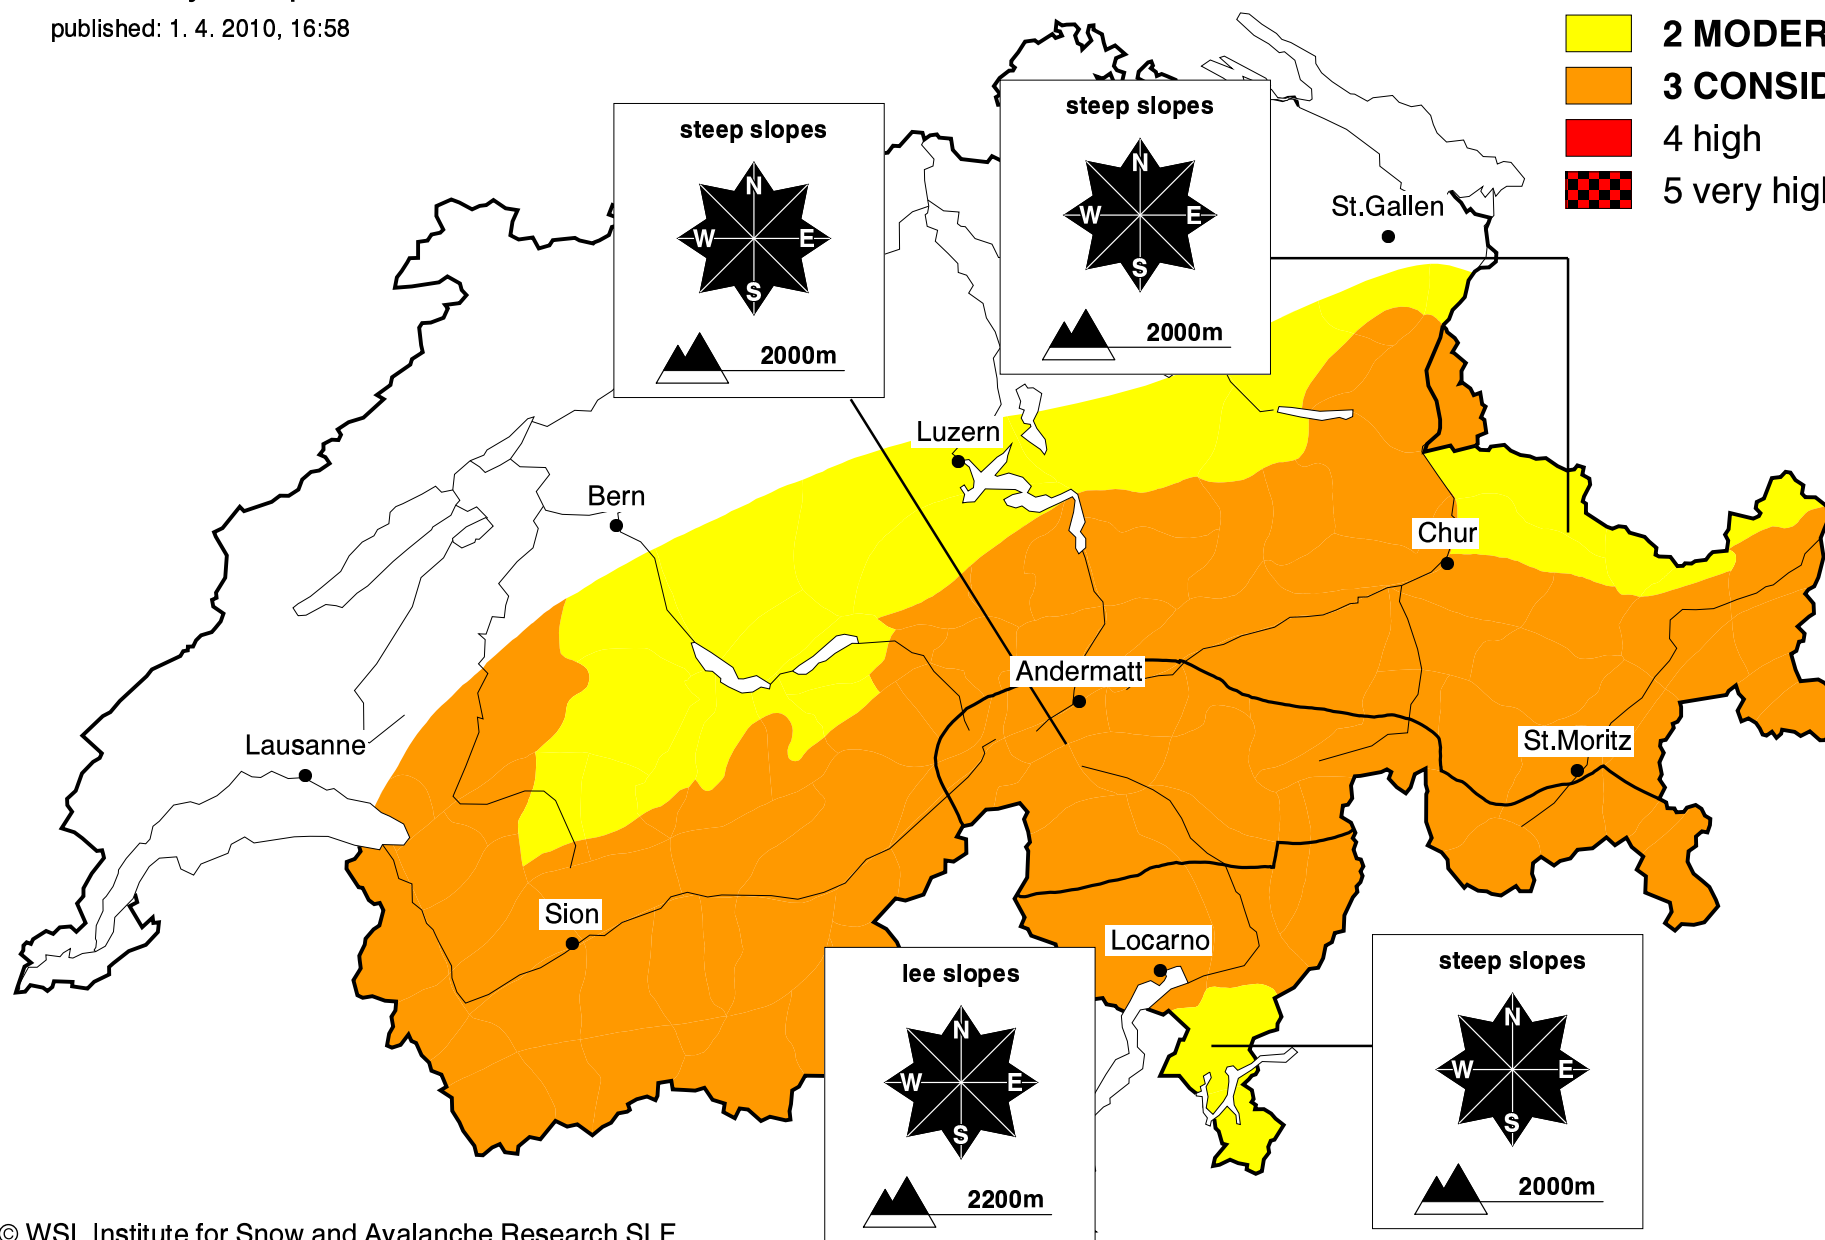 published: 1. 4. 2010, 16:58
2 MODER
3 CONSID
4 high
5 very high
steep slopes
N
W E
S
2000m
steep slopes
N
W E
S
2000m
St.Gallen
Luzern
Bern
Chur
Andermatt
Lausanne
St.Moritz
Sion
Locarno
lee slopes
N
W E
S
2200m
steep slopes
N
W E
S
2000m
© WSL Institute for Snow and Avalanche Research SLF